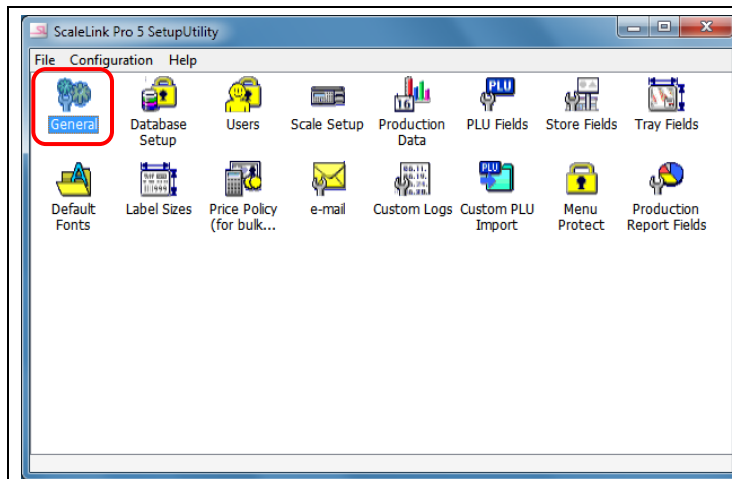 ScaleLink Pro 5 SetupUtility
File Configuration Help
General
Database Setup
Users
Scale Setup
Production Data
PLU Fields
Store Fields
Tray Fields
Default Fonts
Label Sizes
Price Policy (for bulk...
e-mail
Custom Logs
Custom PLU Import
Menu Protect
Production Report Fields